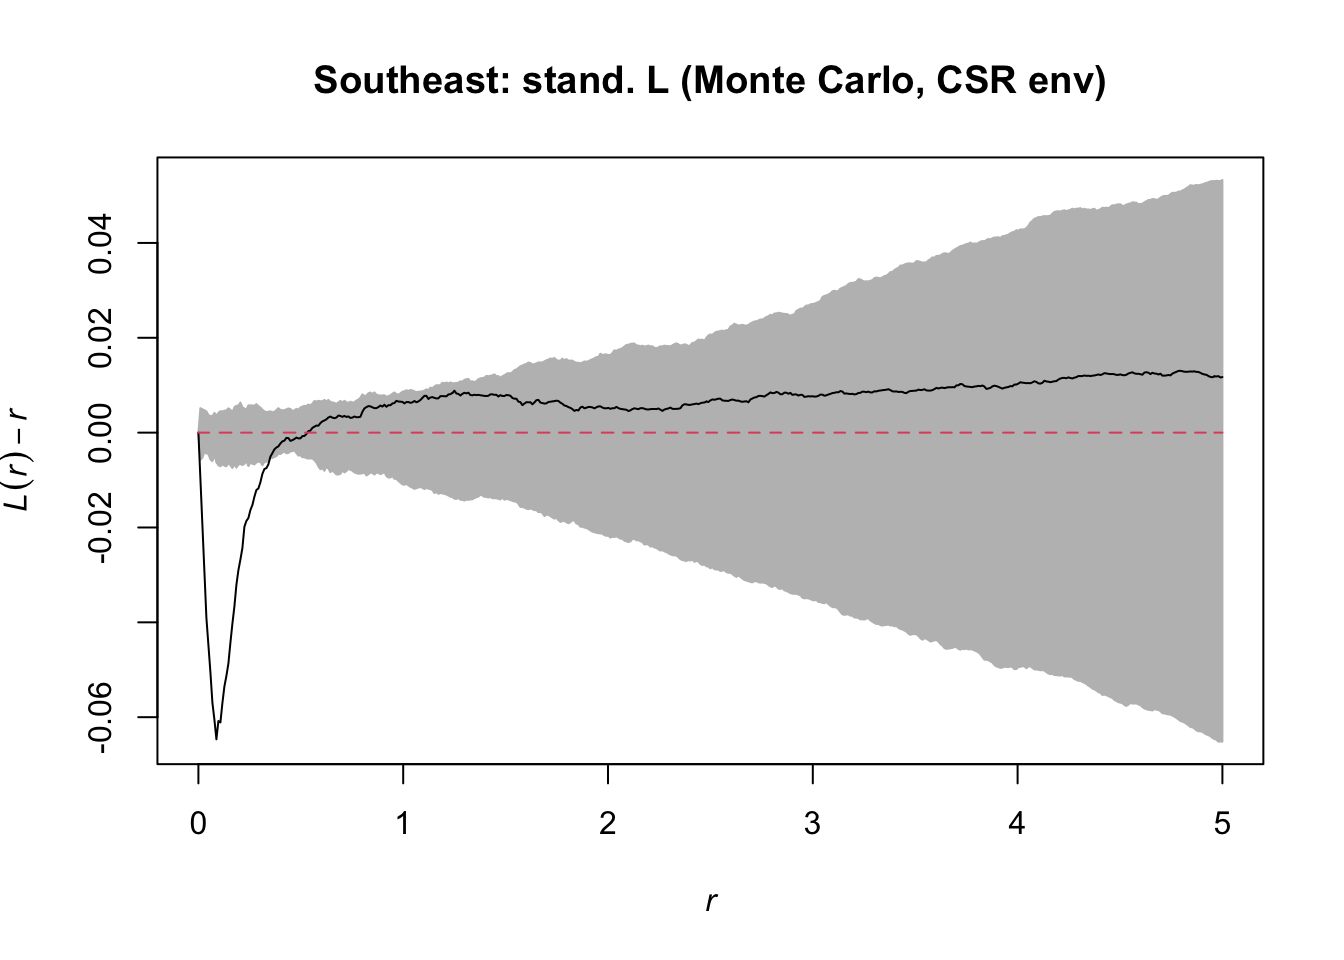 Southeast: stand. L (Monte Carlo, CSR env)
L(r) − r
0.04
0.02
0.00
-0.02
-0.06
0 1 2 3 4 5
r